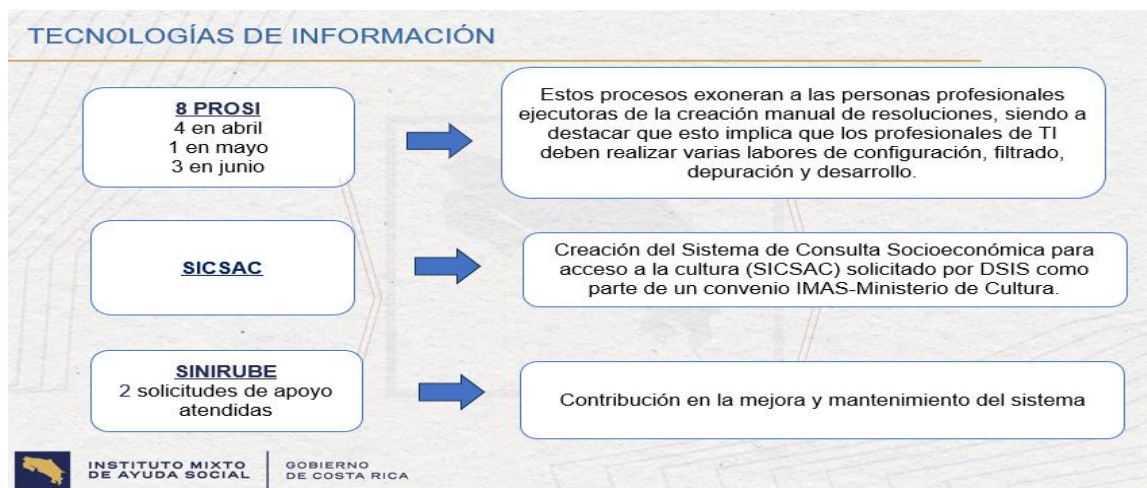 TECNOLOGÍAS DE INFORMACIÓN
8 PROSI
4 en abril
1 en mayo
3 en junio
Estos procesos exoneran a las personas profesionales
ejecutoras de la creación manual de resoluciones, siendo a
destacar que esto implica que los profesionales de TI
deben realizar varias labores de configuración, filtrado,
depuración y desarrollo.
SICSAC
Creación del Sistema de Consulta Socioeconómica para
acceso a la cultura (SICSAC) solicitado por DSIS como
parte de un convenio IMAS-Ministerio de Cultura.
SINIRUBE
2 solicitudes de apoyo
atendidas
Contribución en la mejora y mantenimiento del sistema
INSTITUTO MIXTO
DE AYUDA SOCIAL
GOBIERNO
DE COSTA RICA